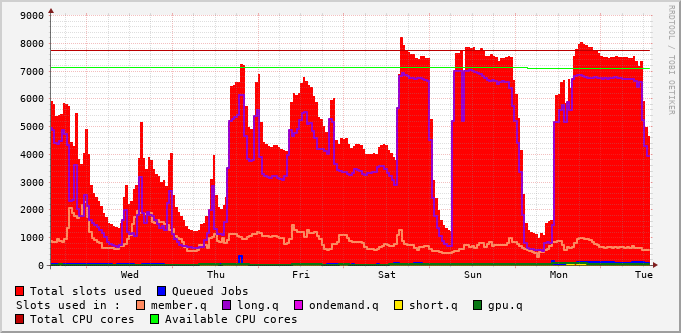 9000
8000
7000
6000
5000
4000
3000
2000
1000
0
Wed Thu Fri Sat Sun Mon Tue
Total slots used Queued Jobs
Slots used in : member.q long.q ondemand.q short.q gpu.q
Total CPU cores Available CPU cores
RRDTOOL / TOBI OETIKER